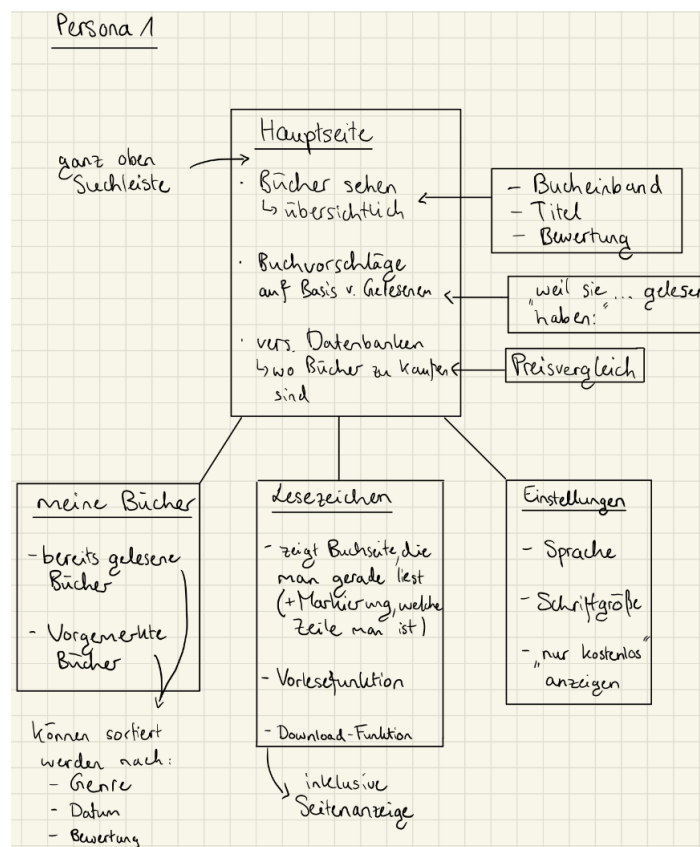 Persona 1
ganz oben
Suchleiste
Hauptseite
· Bücher sehen
↳ übersichtlich
· Buchvorschläge
auf Basis v. Gelesenen
· vers. Datenbanken
↳ wo Bücher zu kaufen
sind
- Bucheinband
- Titel
- Bewertung
"weil sie ... gelesen
haben:"
Preisvergleich
meine Bücher
- bereits gelesene
Bücher
- Vorgemerkte
Bücher
können sortiert
werden nach:
- Genre
- Datum
- Bewertung
Lesezeichen
- zeigt Buchseite, die
man gerade liest
(+Markierung, welche
Zeile man ist)
- Vorlesefunktion
- Download-Funktion
inklusive
Seitenanzeige
Einstellungen
- Sprache
- Schriftgröße
- „nur kostenlos"
anzeigen